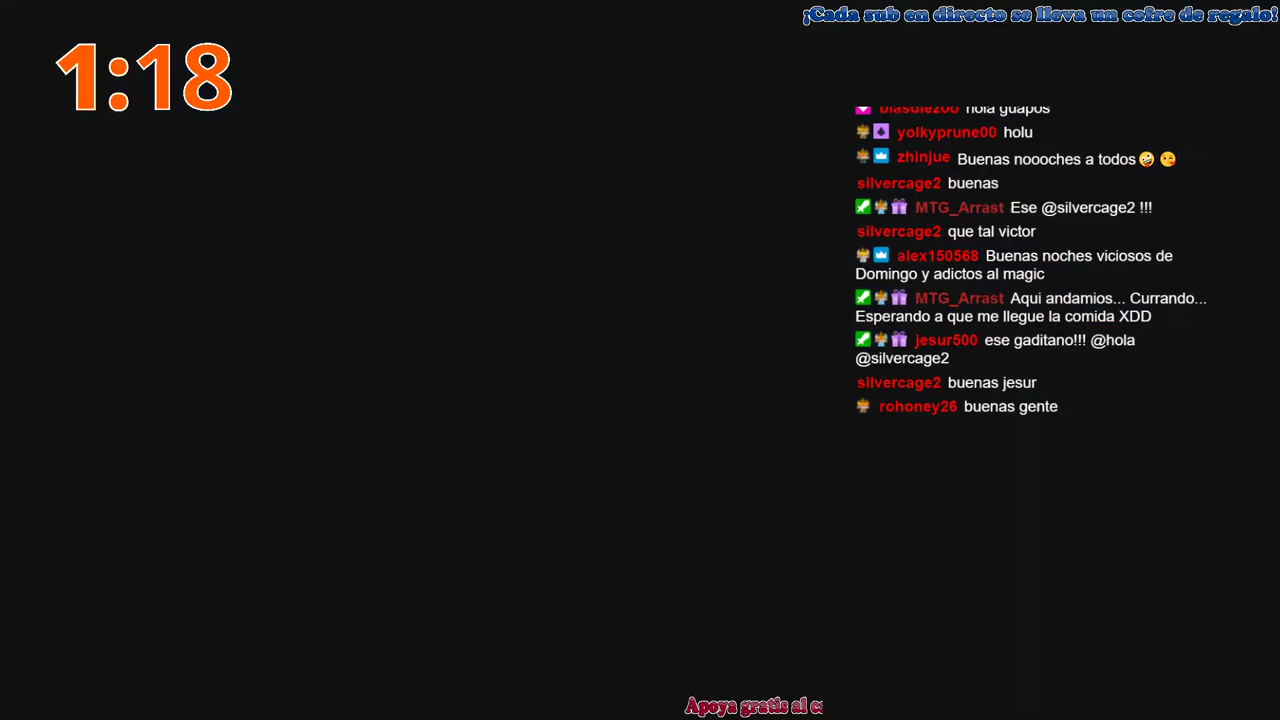 ¡Cada sub en directo se lleva un cofre de regalo!
1:18
hola guapos
yolkyprune00 holu
zhinjue Buenas noooches a todos🤪 😘
silvercage2 buenas
MTG_Arrast Ese @silvercage2 !!!
silvercage2 que tal victor
alex150568 Buenas noches viciosos de
Domingo y adictos al magic
MTG_Arrast Aqui andamios... Currando...
Esperando a que me llegue la comida XDD
jesur500 ese gaditano!!! @hola
@silvercage2
silvercage2 buenas jesur
rohoney26 buenas gente
Apoya gratis al